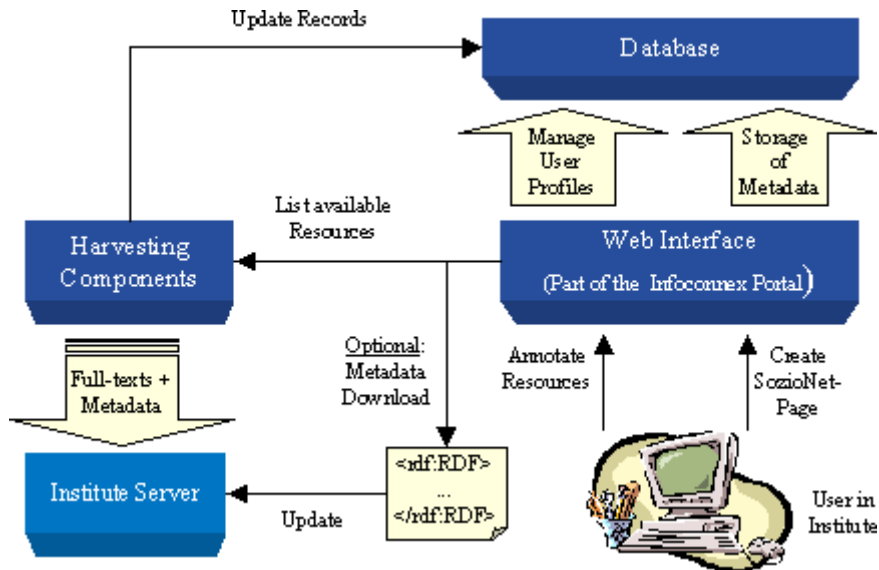 Update Records
Database
Manage
User
Profiles
Storage
of
Metadata
List available
Resources
Harvesting
Components
Web Interface
(Part of the Infoconnex Portal)
Optional:
Metadata
Download
Annotate
Resources
Create
SozioNet-
Page
Full-texts +
Metadata
<rdf:RDF>
...
</rdf:RDF>
Institute Server
Update
User in
Institute